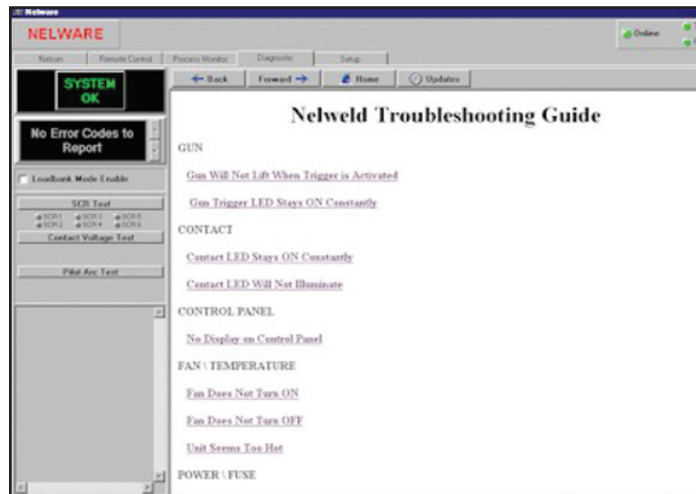 Nelware
NELWARE
Online
Nelson
Remote Control
Process Monitor
Diagnostic
Setup
SYSTEM
OK
Back
Forward
Home
Updates
No Error Codes to
Report
Loadbank Mode Enable
SCR Test
SCR1 SCR3 SCR5
SCR2 SCR4 SCR6
Contact Voltage Test
Pilot Arc Test
Nelweld Troubleshooting Guide
GUN
Gun Will Not Lift When Trigger is Activated
Gun Trigger LED Stays ON Constantly
CONTACT
Contact LED Stays ON Constantly
Contact LED Will Not Illuminate
CONTROL PANEL
No Display on Control Panel
FAN \ TEMPERATURE
Fan Does Not Turn ON
Fan Does Not Turn OFF
Unit Seems Too Hot
POWER \ FUSE